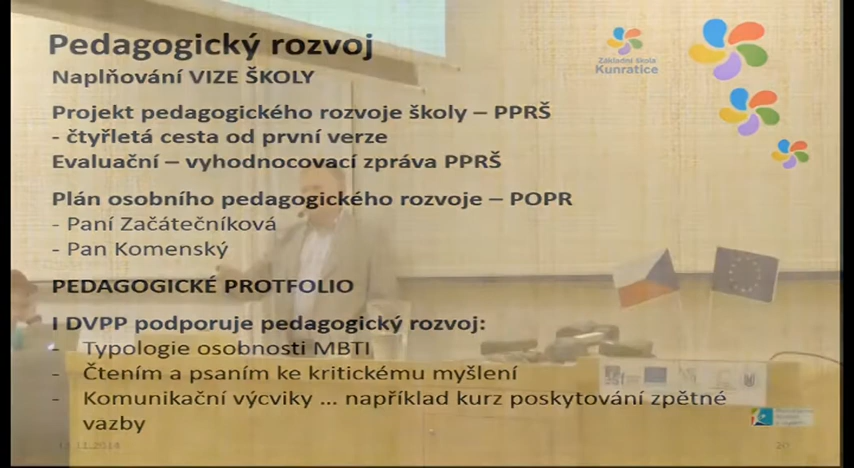 Pedagogický rozvoj
Naplňování VIZE ŠKOLY
Základní škola
Kunratice
Projekt pedagogického rozvoje školy – PPRŠ
- čtyřletá cesta od první verze
Evaluační – vyhodnocovací zpráva PPRŠ
Plán osobního pedagogického rozvoje – POPR
- Paní Začátečníková
- Pan Komenský
PEDAGOGICKÉ PROTFOLIO
I DVPP podporuje pedagogický rozvoj:
- Typologie osobnosti MBTI
- Čtením a psaním ke kritickému myšlení
esf
- Komunikační výcviky ... například kurz poskytování zpětné
vazby
20